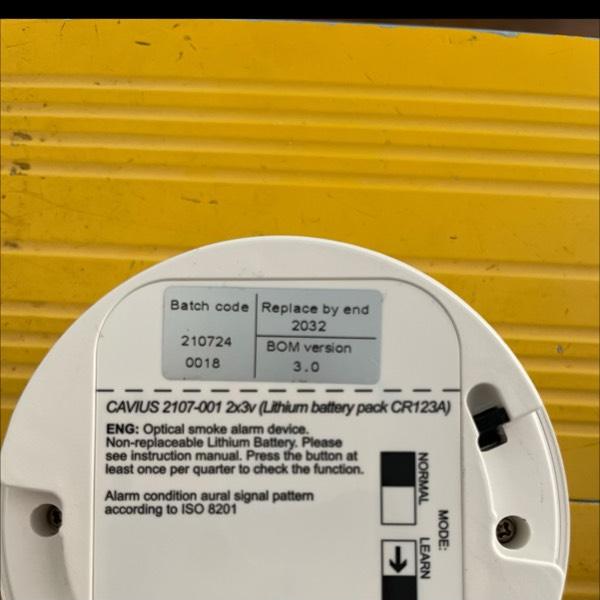 Batch code
210724
0018
Replace by end
2032
BOM version
3.0
CAVIUS 2107-001 2x3v (Lithium battery pack CR123A)
ENG: Optical smoke alarm device.
Non-replaceable Lithium Battery. Please
see instruction manual. Press the button at
least once per quarter to check the function.
Alarm condition aural signal pattern
according to ISO 8201
MODE:
NORMAL
LEARN